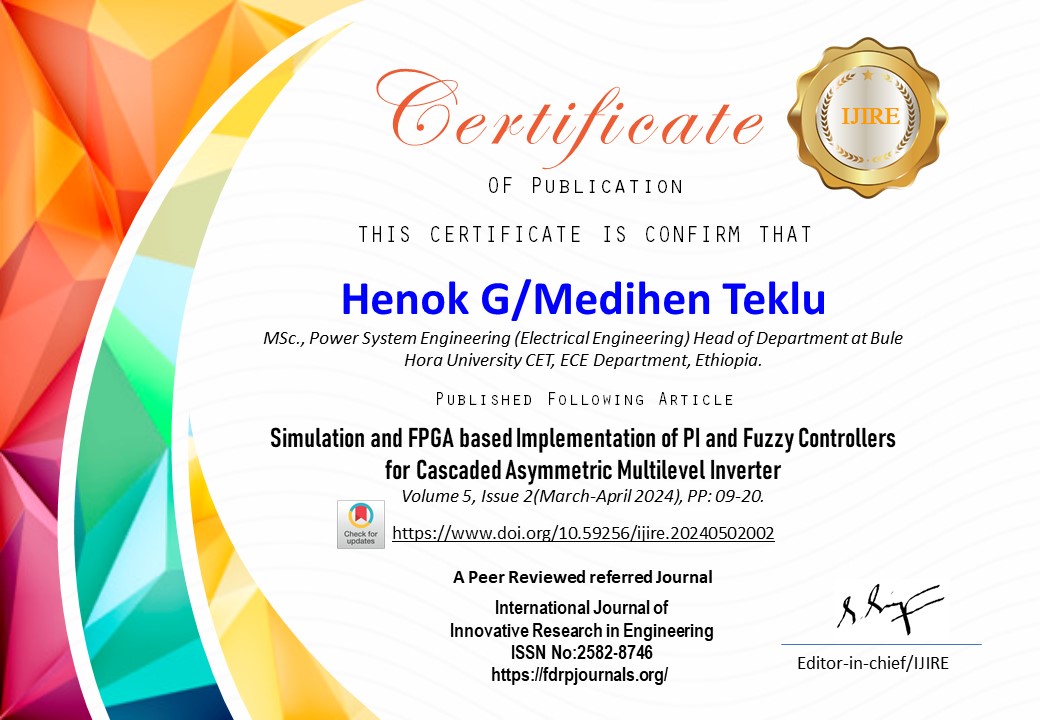 Certificate
IJIRE
OF PUBLICATION
THIS CERTIFICATE IS CONFIRM THAT
Henok G/Medihen Teklu
MSc., Power System Engineering (Electrical Engineering) Head of Department at Bule
Hora University CET, ECE Department, Ethiopia.
PUBLISHED FOLLOWING ARTICLE
Simulation and FPGA based Implementation of PI and Fuzzy Controllers
for Cascaded Asymmetric Multilevel Inverter
Volume 5, Issue 2(March-April 2024), PP: 09-20.
Check for
updates
https://www.doi.org/10.59256/ijire.20240502002
A Peer Reviewed referred Journal
International Journal of
Innovative Research in Engineering
ISSN No:2582-8746
https://fdrpjournals.org/
Editor-in-chief/IJIRE